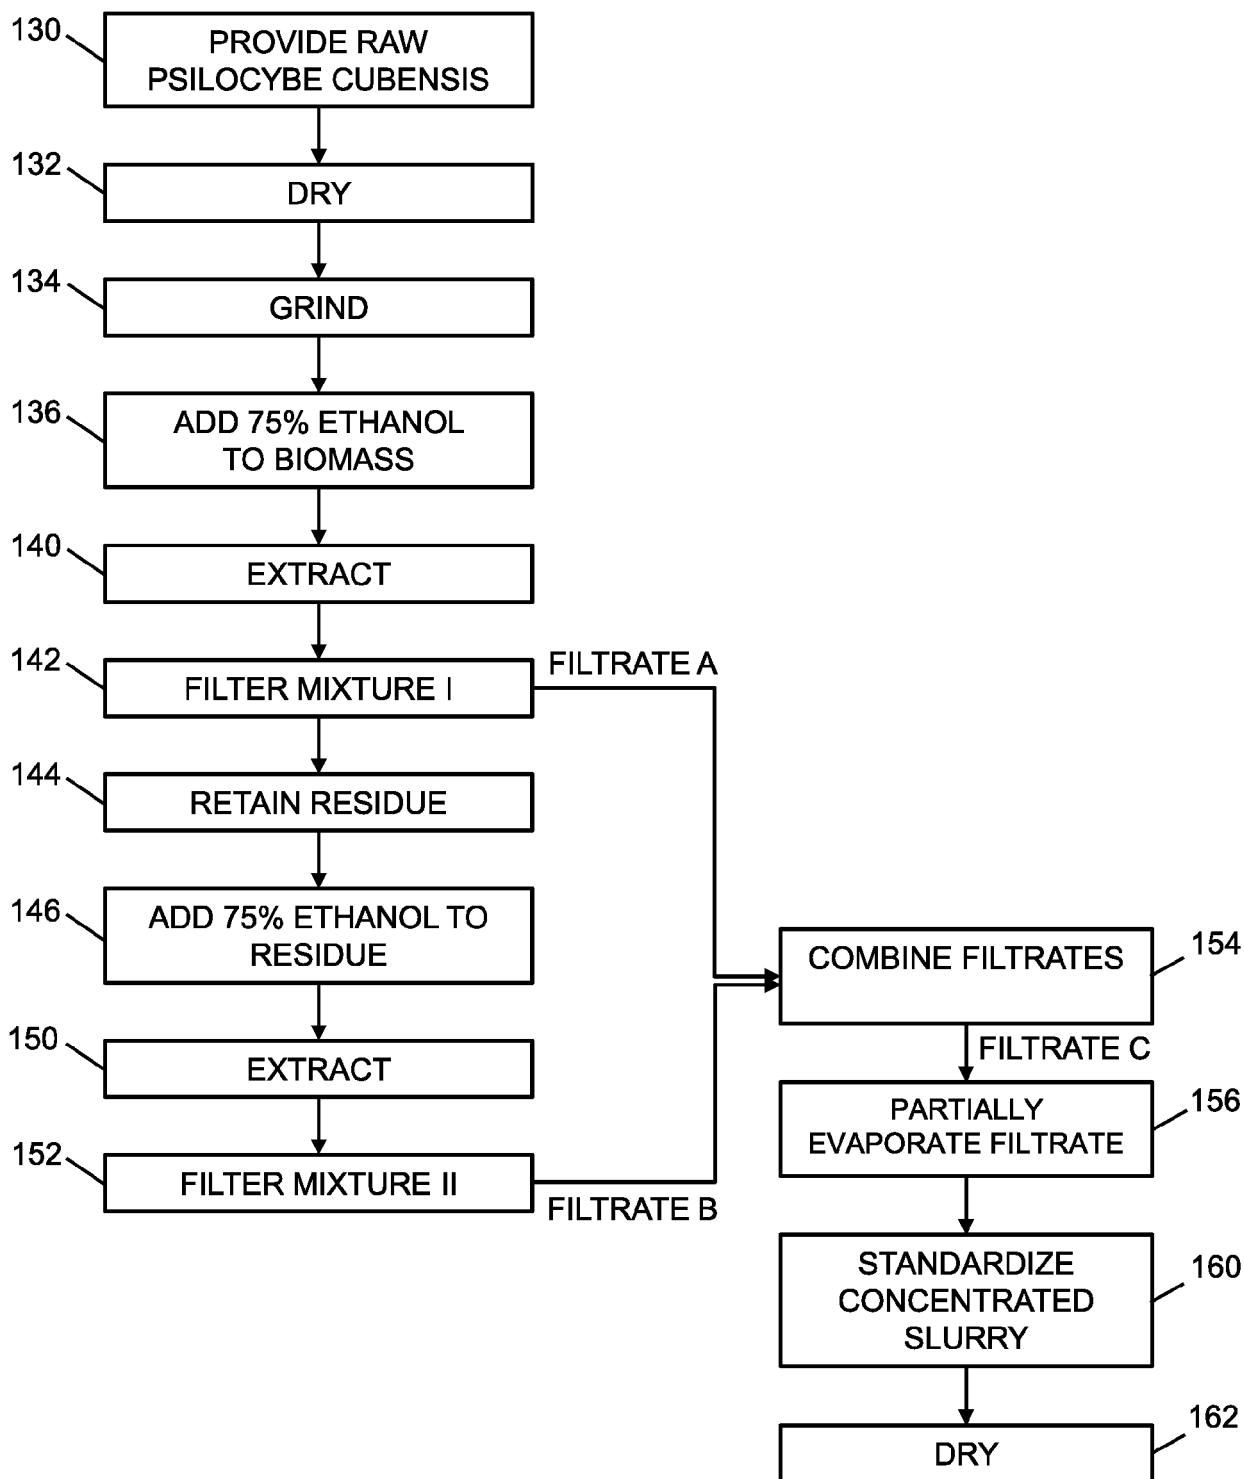 130
PROVIDE RAW
PSILOCYBE CUBENSIS
132
DRY
134
GRIND
136
ADD 75% ETHANOL
TO BIOMASS
140
EXTRACT
142
FILTER MIXTURE I
FILTRATE A
144
RETAIN RESIDUE
146
ADD 75% ETHANOL TO
RESIDUE
150
EXTRACT
152
FILTER MIXTURE II
FILTRATE B
COMBINE FILTRATES
154
FILTRATE C
PARTIALLY
EVAPORATE FILTRATE
156
STANDARDIZE
CONCENTRATED
SLURRY
160
DRY
162